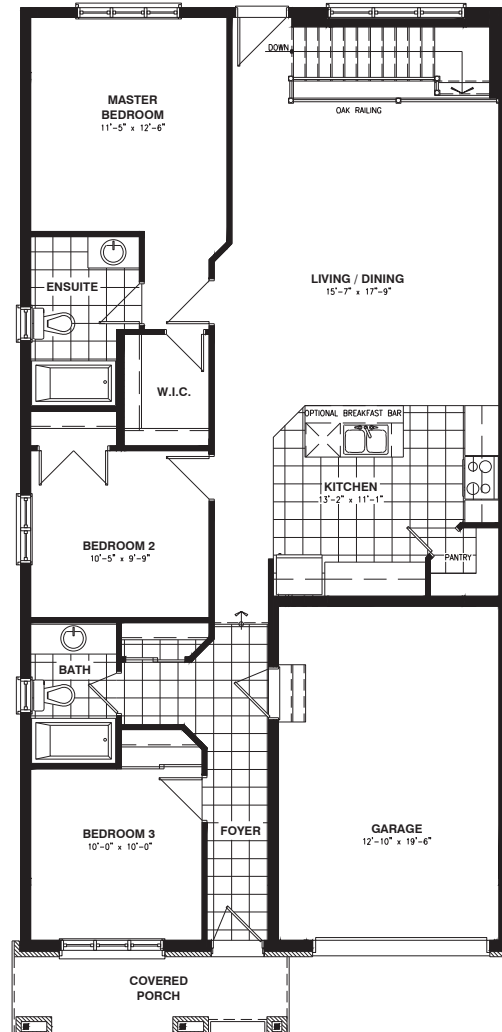 DOWN
OAK RAILING
MASTER
BEDROOM
11'-5" x 12'-6"
ENSUITE
LIVING / DINING
15'-7" x 17'-9"
W.I.C.
OPTIONAL BREAKFAST BAR
KITCHEN
13'-2" x 11'-1"
PANTRY
BEDROOM 2
10'-5" x 9'-9"
BATH
BEDROOM 3
10'-0" x 10'-0"
FOYER
GARAGE
12'-10" x 19'-6"
COVERED
PORCH